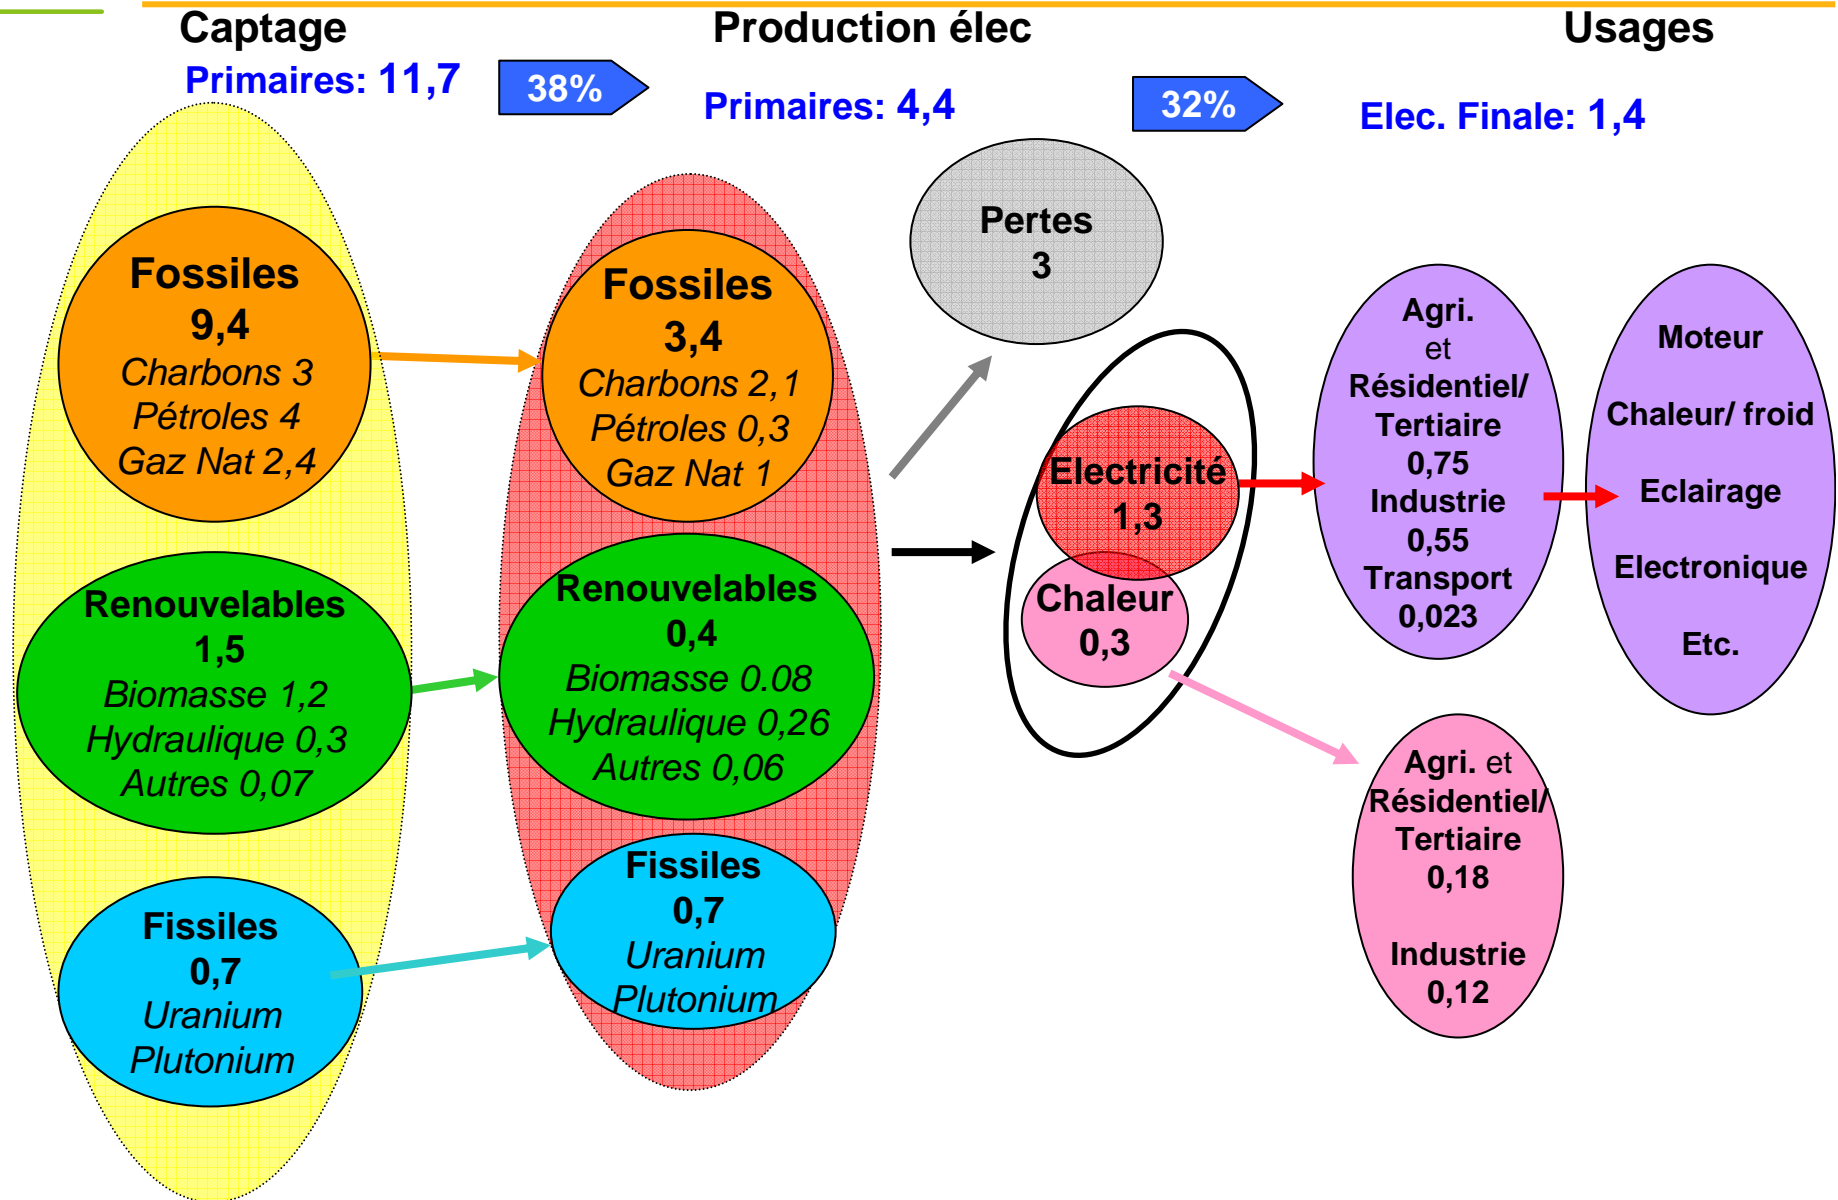 Captage
Production élec
Usages
Primaires: 11,7
38%
Primaires: 4,4
32%
Elec. Finale: 1,4
Fossiles
9,4
Charbons 3
Pétroles 4
Gaz Nat 2,4
Renouvelables
1,5
Biomasse 1,2
Hydraulique 0,3
Autres 0,07
Fissiles
0,7
Uranium
Plutonium
Fossiles
3,4
Charbons 2,1
Pétroles 0,3
Gaz Nat 1
Renouvelables
0,4
Biomasse 0.08
Hydraulique 0,26
Autres 0,06
Fissiles
0,7
Uranium
Plutonium
Pertes
3
Electricité
1,3
Chaleur
0,3
Agri.
et
Résidentiel/
Tertiaire
0,75
Industrie
0,55
Transport
0,023
Moteur
Chaleur/ froid
Eclairage
Electronique
Etc.
Agri. et
Résidentiel/
Tertiaire
0,18
Industrie
0,12